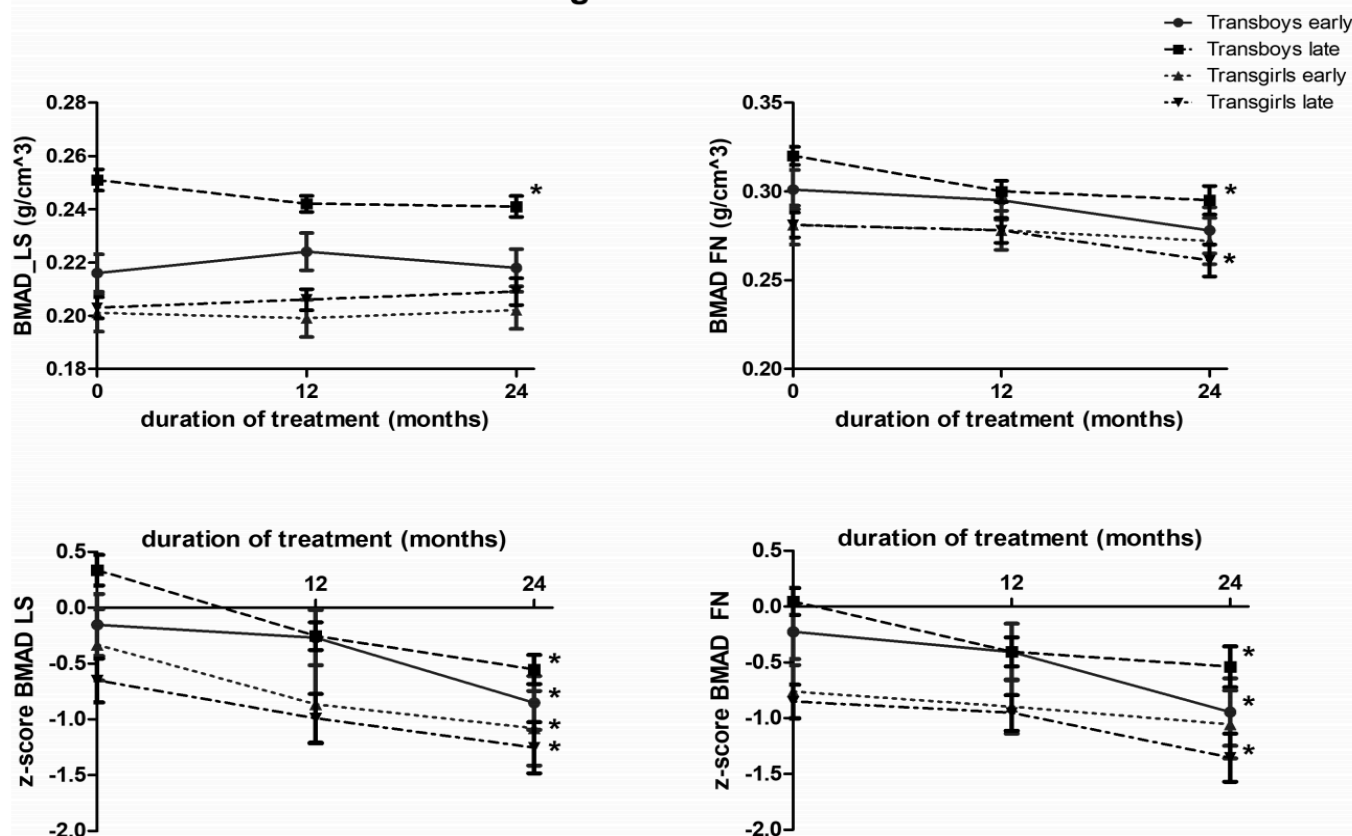 g
Transboys early
Transboys late
Transgirls early
Transgirls late
0.28
0.26
0.24
0.22
0.20
0.18
BMAD_LS (g/cm^3)
*
0 12 24
duration of treatment (months)
0.35
0.30
0.25
0.20
BMAD FN (g/cm^3)
*
*
0 12 24
duration of treatment (months)
duration of treatment (months)
12 24
0.5
0.0
-0.5
-1.0
-1.5
-2.0
z-score BMAD LS
*
*
*
*
duration of treatment (months)
12 24
0.5
0.0
-0.5
-1.0
-1.5
-2.0
z-score BMAD FN
*
*
*